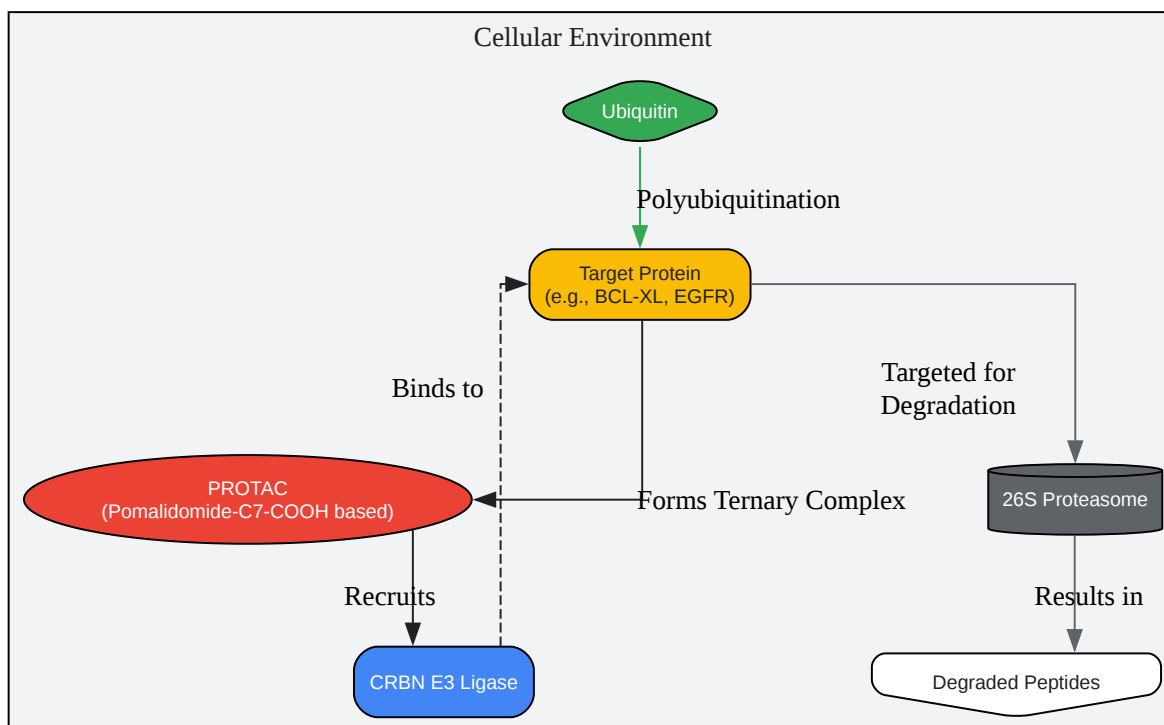 Cellular Environment
Ubiquitin
Polyubiquitination
Target Protein
(e.g., BCL-XL, EGFR)
Binds to
Targeted for
Degradation
PROTAC
(Pomalidomide-C7-COOH based)
Forms Ternary Complex
26S Proteasome
Recruits
Results in
CRBN E3 Ligase
Degraded Peptides